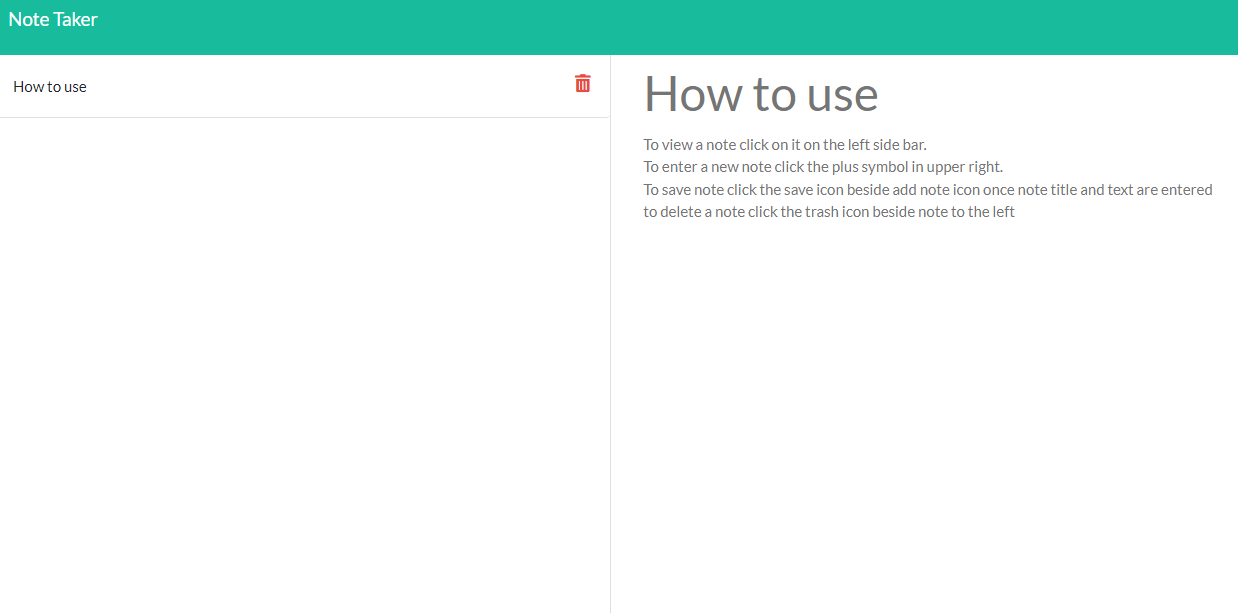 Note Taker
How to use
How to use
To view a note click on it on the left side bar.
To enter a new note click the plus symbol in upper right.
To save note click the save icon beside add note icon once note title and text are entered
to delete a note click the trash icon beside note to the left